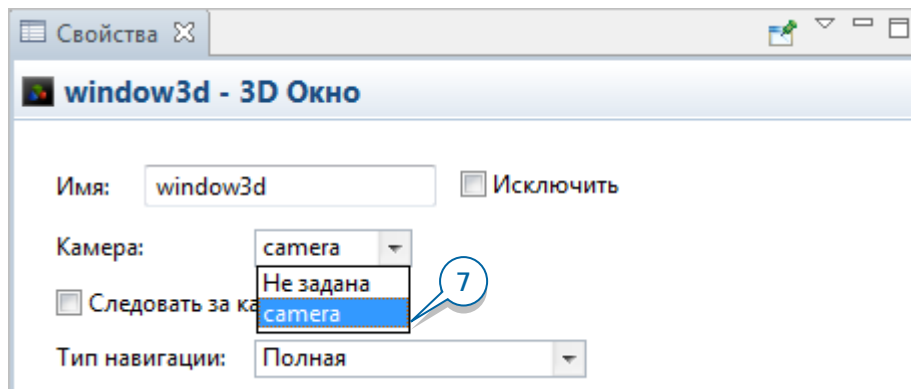 Свойства
window3d - 3D Окно
Имя: window3d Исключить
Камера: camera
Не задана
7
Следовать за ка
camera
Тип навигации: Полная